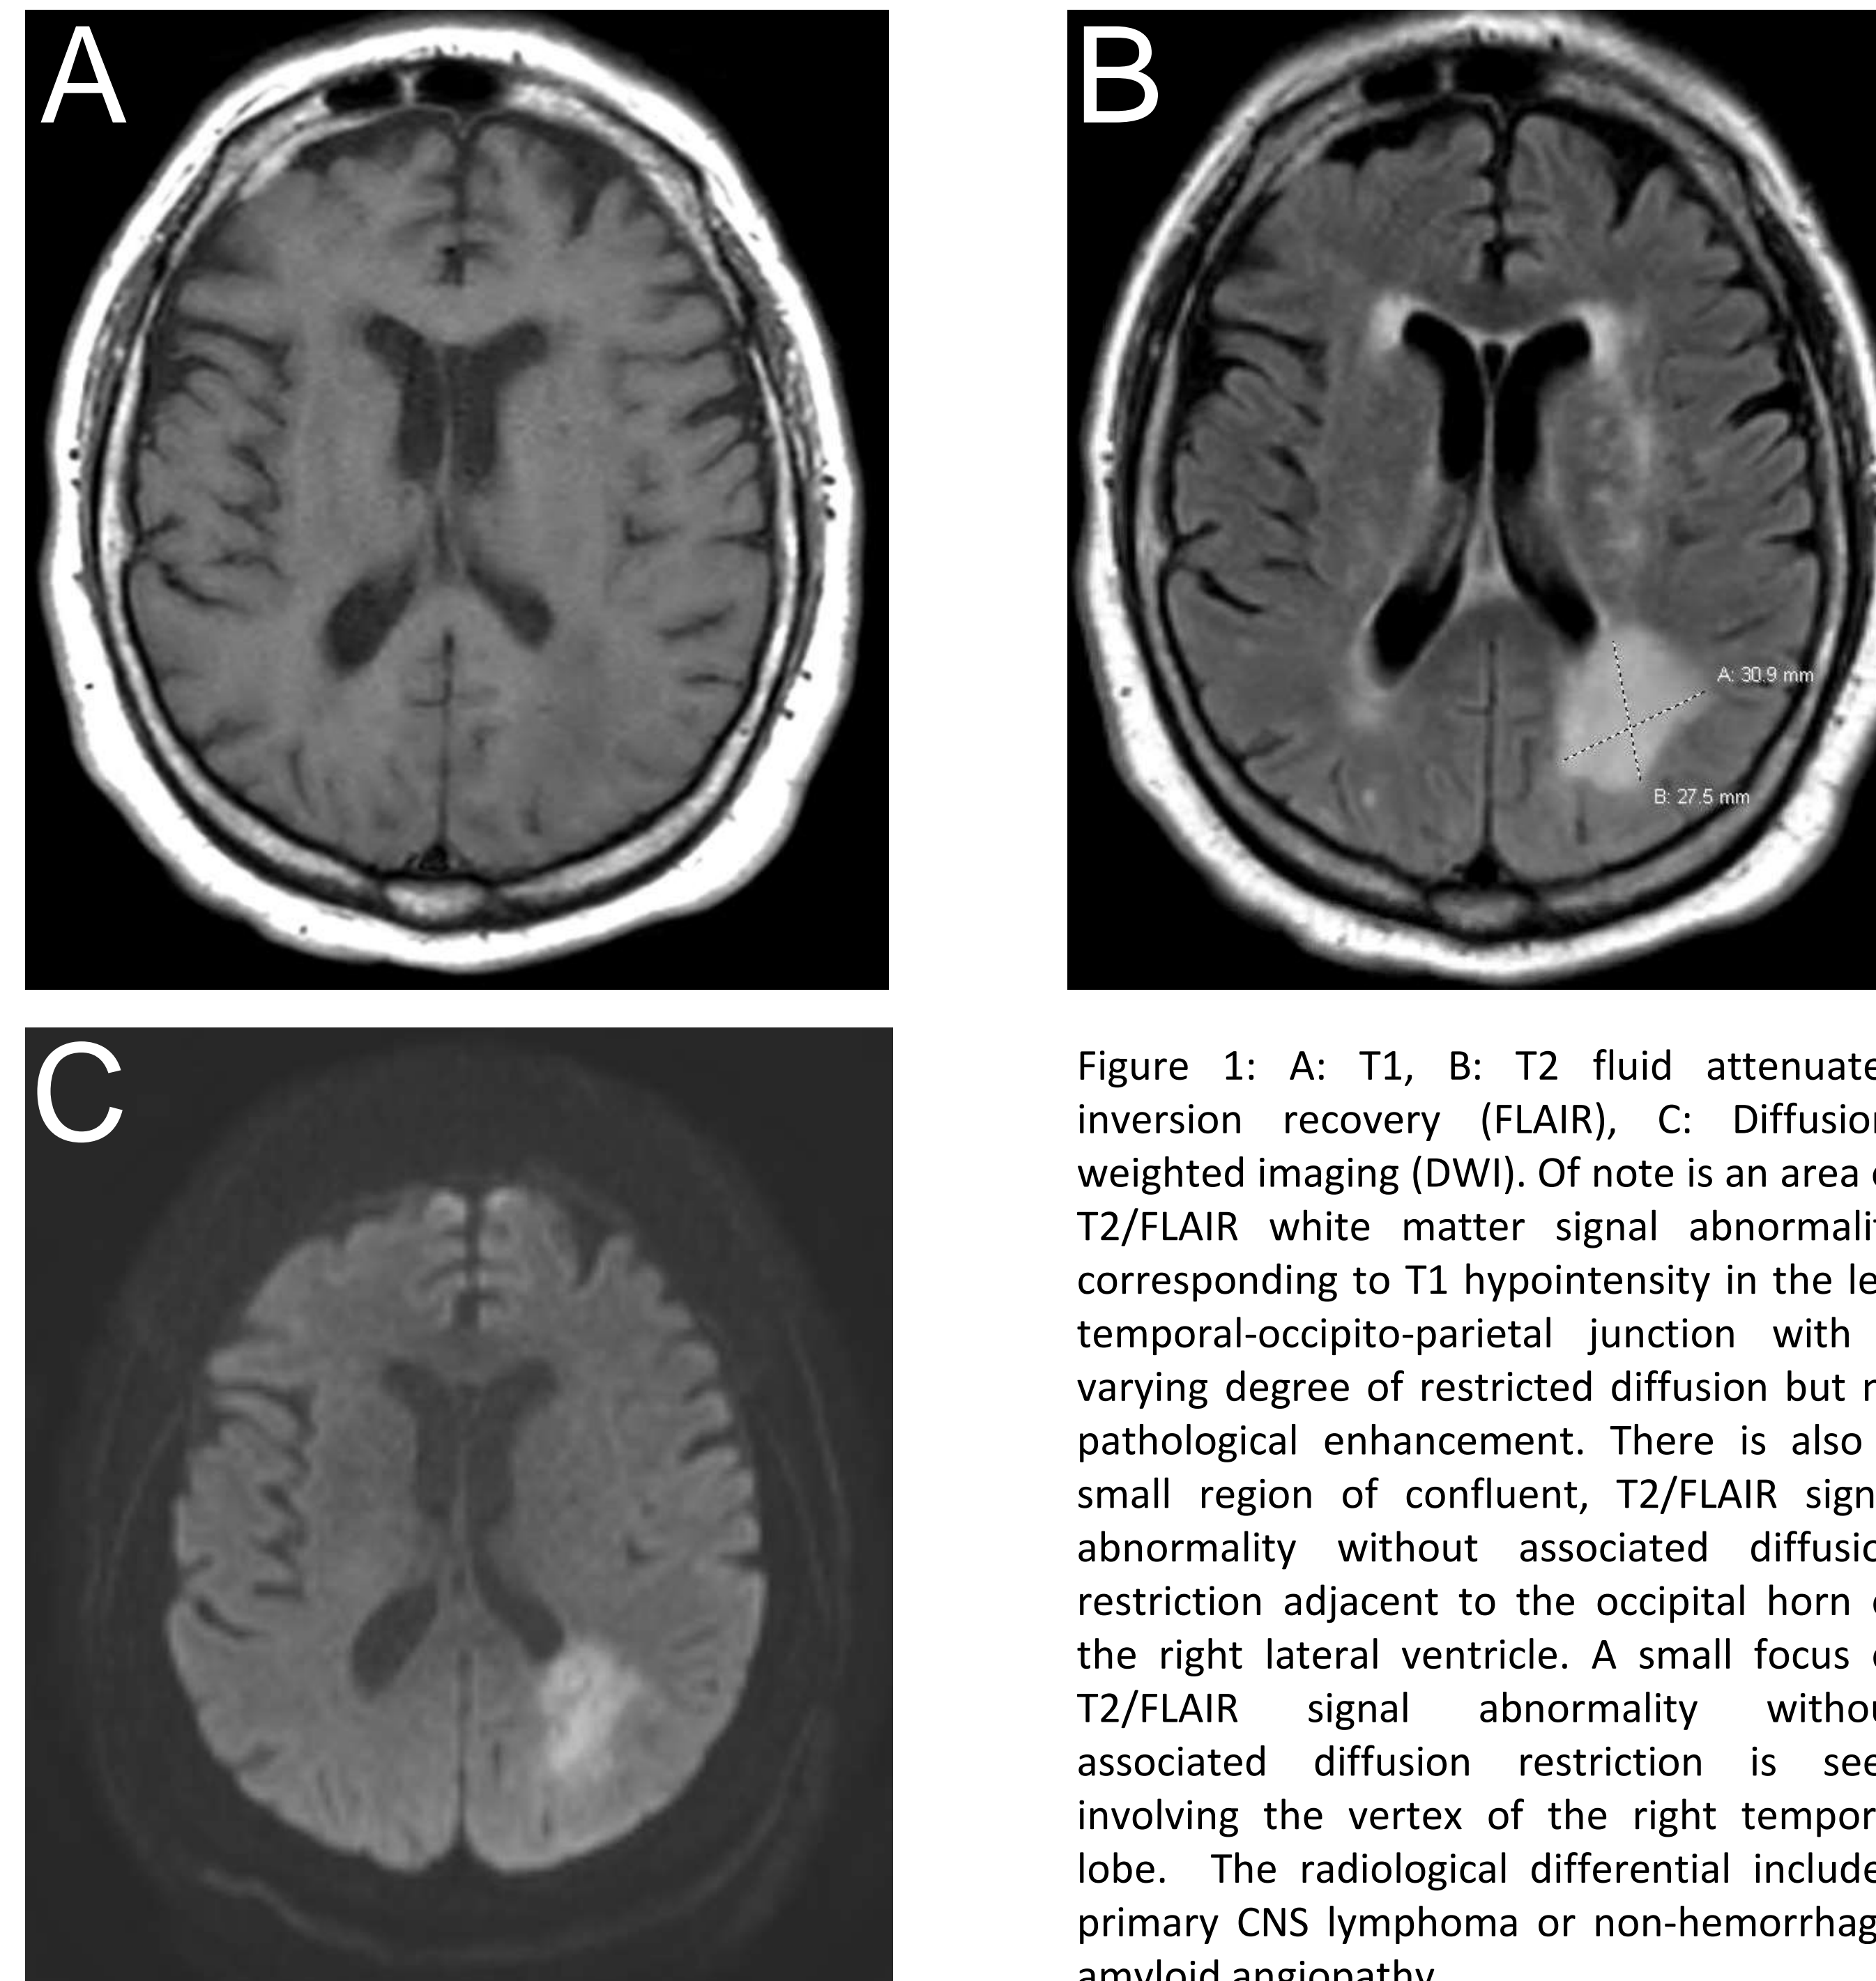 A
B
A: 30.9 mm
B: 27.5 mm
C
Figure 1: A: T1, B: T2 fluid attenuate
inversion recovery (FLAIR), C: Diffusion
weighted imaging (DWI). Of note is an area
T2/FLAIR white matter signal abnormalit
corresponding to T1 hypointensity in the le
temporal-occipito-parietal junction with
varying degree of restricted diffusion but n
pathological enhancement. There is also
small region of confluent, T2/FLAIR sign
abnormality without associated diffusio
restriction adjacent to the occipital horn
the right lateral ventricle. A small focus
T2/FLAIR signal abnormality withou
associated diffusion restriction is see
involving the vertex of the right tempor
lobe. The radiological differential include
primary CNS lymphoma or non-hemorrhag
amyloid angiopathy